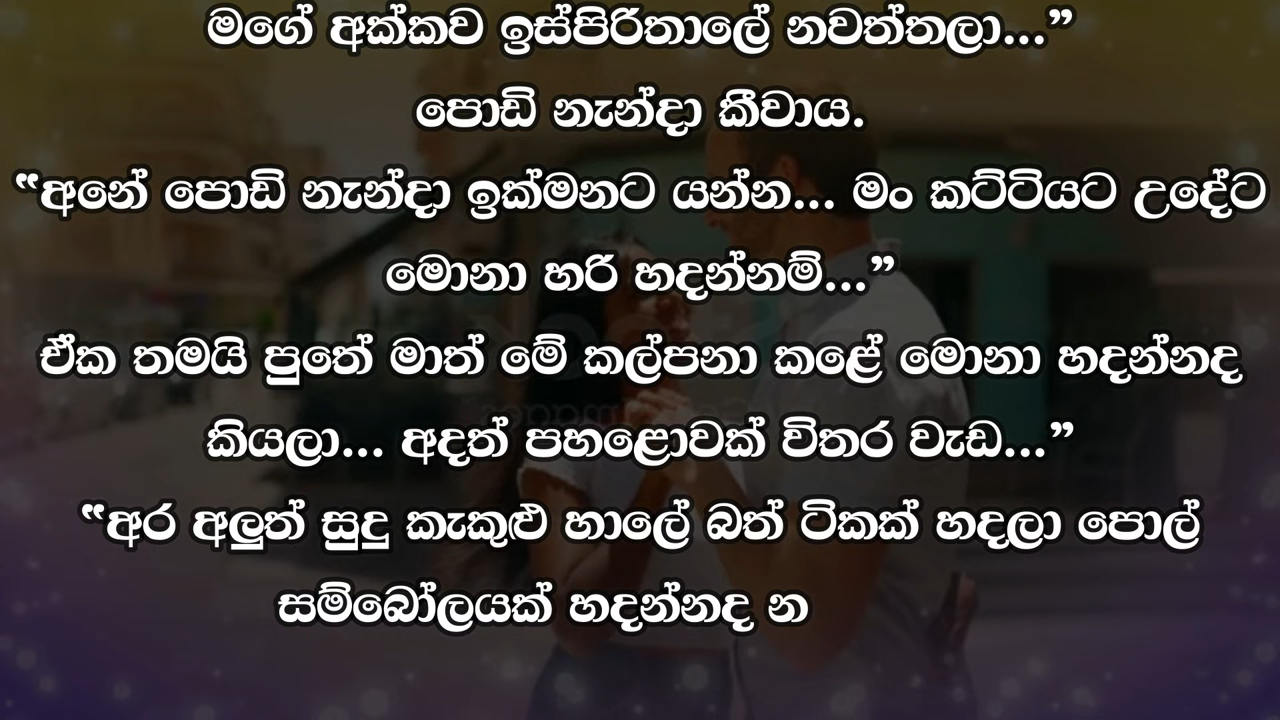 මගේ අක්කව ඉස්පිරිතාලේ නවත්තලා...”
පොඩි නැන්දා කීවාය.
“අනේ පොඩි නැන්දා ඉක්මනට යන්න... මං කට්ටියට උදේට
මොනා හරි හදන්නම්...”
ඒක තමයි පුතේ මාත් මේ කල්පනා කළේ මොනා හදන්නද
කියලා... අදත් පහළොවක් විතර වැඩ...”
“අර අලුත් සුදු කැකුළු හාලේ බත් ටිකක් හදලා පොල්
සම්බෝලයක් හදන්නද න